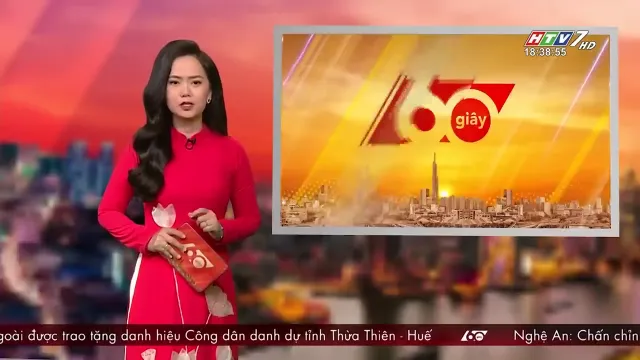 HTV7 HD
18:38:55
60 giây
goài được trao tặng danh hiệu Công dân danh dự tỉnh Thừa Thiên - Huế 60 Nghệ An: Chấn chỉn